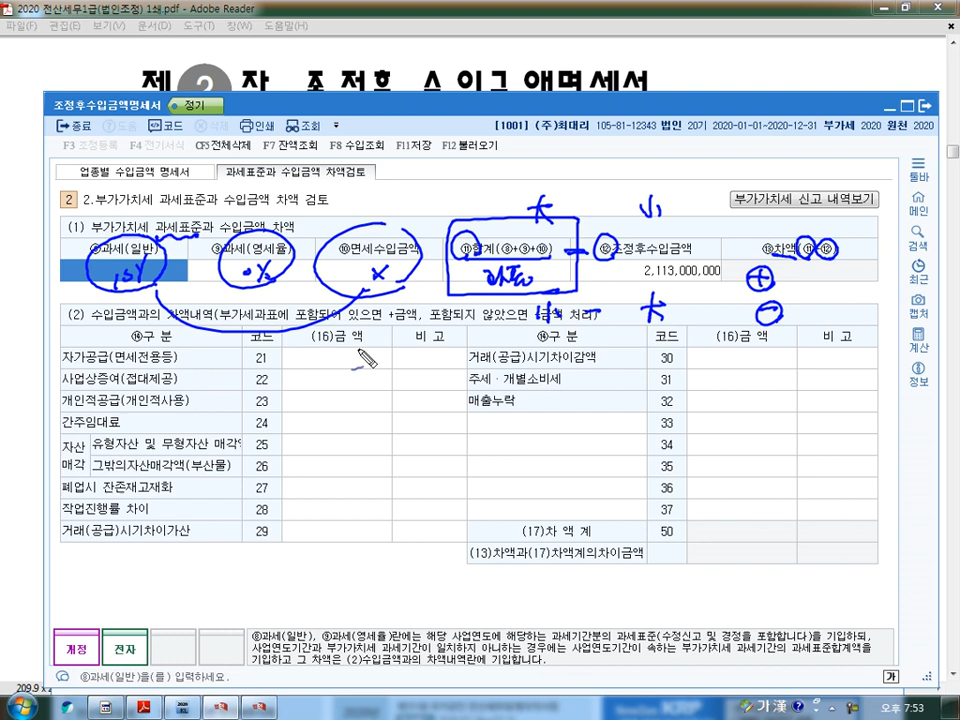 2020 전산세무1급(법인조정) 1쇄.pdf - Adobe Reader
파일(F) 편집(E) 보기(V) 문서(D) 도구(T) 창(W) 도움말(H)
제 2 장 조정후 수입금액명세서
조정후수입금액명세서 정기
종료 도움 코드 삭제 인쇄 조회 [1001] (주)최대리 105-81-12343 법인 20기 2020-01-01~2020-12-31 부가세 2020 원천 2020
F3 조정등록 F4 전기서식 CF5전체삭제 F7 잔액조회 F8 수입조회 F11저장 F12 불러오기
업종별 수입금액 명세서 과세표준과 수입금액 차액검토
2 2.부가가치세 과세표준과 수입금액 차액 검토 부가가치세 신고 내역보기
(1) 부가가치세 과세표준과 수입금액 차액
⑧과세(일반) ⑨과세(영세율) ⑩면세수입금액 ⑪합계(⑧+⑨+⑩) ⑫조정후수입금액 ⑬차액(⑪-⑫)
2,113,000,000
(2) 수입금액과의 차액내역(부가세과표에 포함되어 있으면 +금액, 포함되지 않았으면 -금액 처리)
⑭구 분 코드 (16)금 액 비 고 ⑭구 분 코드 (16)금 액 비 고
자가공급(면세전용등) 21 거래(공급)시기차이감액 30
사업상증여(접대제공) 22 주세ㆍ개별소비세 31
개인적공급(개인적사용) 23 매출누락 32
간주임대료 24 33
자산 유형자산 및 무형자산 매각 25 34
매각 그밖의자산매각액(부산물) 26 35
폐업시 잔존재고재화 27 36
작업진행률 차이 28 37
거래(공급)시기차이가산 29 (17)차 액 계 50
(13)차액과(17)차액계의차이금액
계정 전자
⑧과세(일반), ⑨과세(영세율)란에는 해당 사업연도에 해당하는 과세기간분의 과세표준(수정신고 및 경정을 포함합니다)을 기입하되,
사업연도기간과 부가가치세 과세기간이 일치하지 아니하는 경우에는 사업연도기간이 속하는 부가가치세 과세기간의 과세표준합계액을
기입하고 그 차액은 (2)수입금액과의 차액내역란에 기입합니다.
⑧과세(일반)을(를) 입력하세요. 가
툴바
메인
검색
최근
캡처
계산
정보
209.9 x
가 漢 오후 7:53